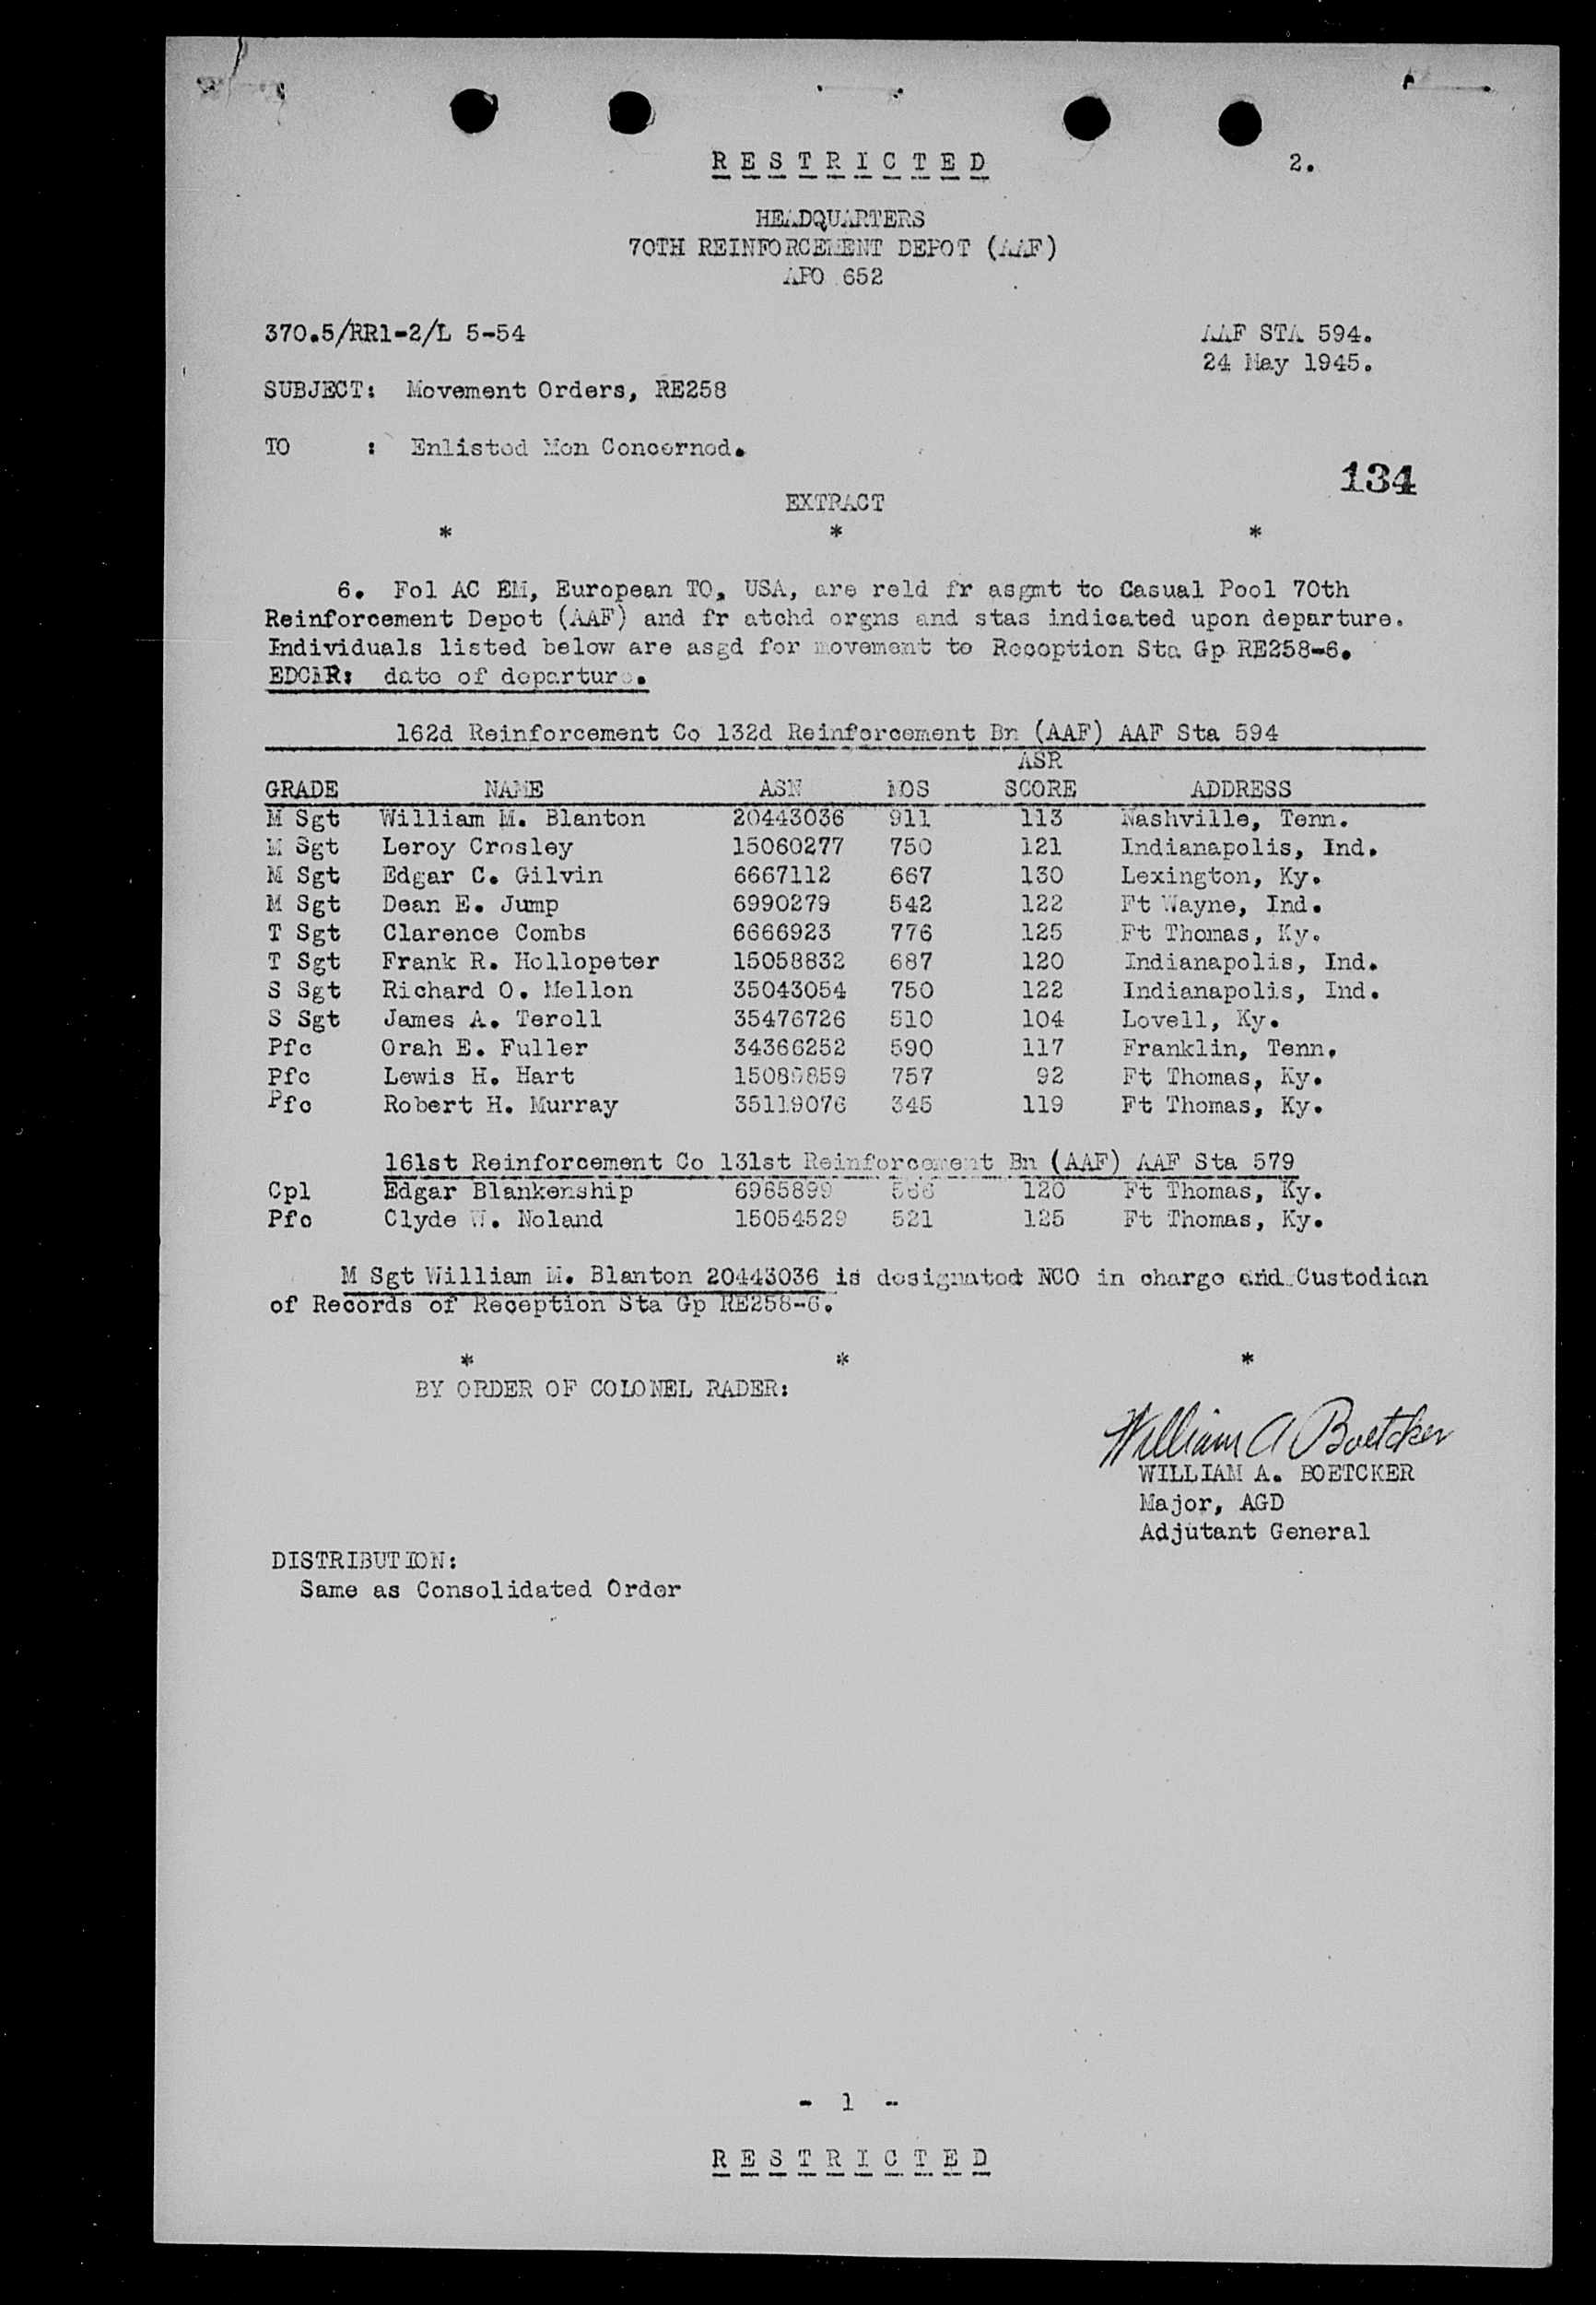 R E S T R I C T E D 2.
HEADQUARTERS
70TH REINFORCEMENT DEPOT (AAF)
APO 652
370.5/RR1-2/L 5-54 AAF STA 594.
24 May 1945.
SUBJECT: Movement Orders, RE258
TO : Enlisted Men Concerned.
134
EXTRACT
* * *
6. Fol AC EM, European TO, USA, are reld fr asgmt to Casual Pool 70th
Reinforcement Depot (AAF) and fr atchd orgns and stas indicated upon departure.
Individuals listed below are asgd for movement to Reception Sta Gp RE258-6.
EDCMR: date of departure.
162d Reinforcement Co 132d Reinforcement Bn (AAF) AAF Sta 594
ASR
GRADE NAME ASN MOS SCORE ADDRESS
M Sgt William M. Blanton 20443036 911 113 Nashville, Tenn.
M Sgt Leroy Crosley 15060277 750 121 Indianapolis, Ind.
M Sgt Edgar C. Gilvin 6667112 667 130 Lexington, Ky.
M Sgt Dean E. Jump 6990279 542 122 Ft Wayne, Ind.
T Sgt Clarence Combs 6666923 776 125 Ft Thomas, Ky.
T Sgt Frank R. Hollopeter 15058832 687 120 Indianapolis, Ind.
S Sgt Richard O. Mellon 35043054 750 122 Indianapolis, Ind.
S Sgt James A. Terell 35476726 510 104 Lovell, Ky.
Pfc Orah E. Fuller 34366252 590 117 Franklin, Tenn.
Pfc Lewis H. Hart 757 92 Ft Thomas, Ky.
Pfc Robert H. Murray 35119076 345 119 Ft Thomas, Ky.
161st Reinforcement Co 131st Reinforcement Bn (AAF) AAF Sta 579
Cpl Edgar Blankenship 6965899 120 Ft Thomas, Ky.
Pfc Clyde W. Noland 15054529 521 125 Ft Thomas, Ky.
M Sgt William M. Blanton 20443036 is designated NCO in charge and Custodian
of Records of Reception Sta Gp RE258-6.
* * *
BY ORDER OF COLONEL RADER:
William A Boetcker
WILLIAM A. BOETCKER
Major, AGD
Adjutant General
DISTRIBUTION:
Same as Consolidated Order
- 1 -
R E S T R I C T E D